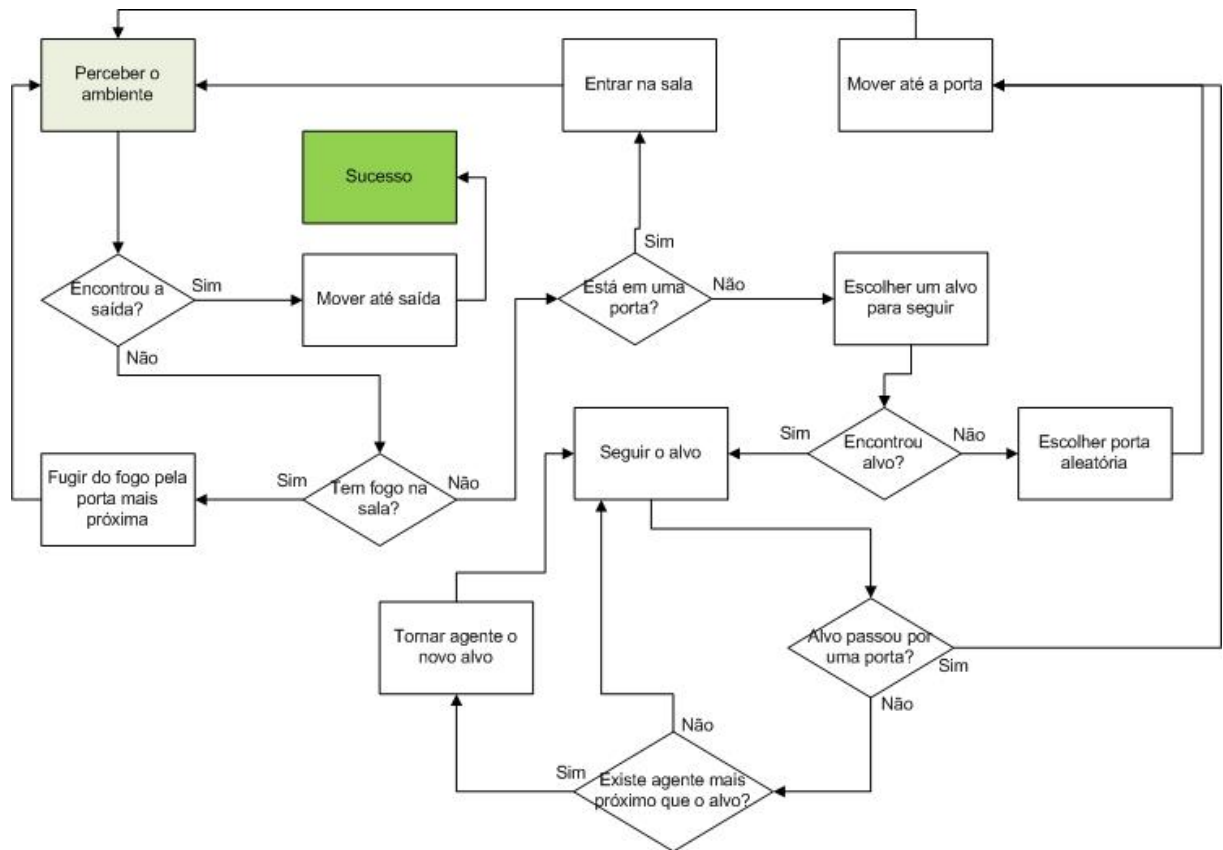 Perceber o
ambiente
Entrar na sala
Mover até a porta
Sucesso
Encontrou a
saída?
Sim
Mover até saída
Sim
Está em uma
porta?
Não
Escolher um alvo
para seguir
Não
Seguir o alvo
Sim
Encontrou
alvo?
Não
Escolher porta
aleatória
Fugir do fogo pela
porta mais
próxima
Sim
Tem fogo na
sala?
Não
Tornar agente o
novo alvo
Alvo passou por
uma porta?
Sim
Não
Não
Sim
Existe agente mais
próximo que o alvo?